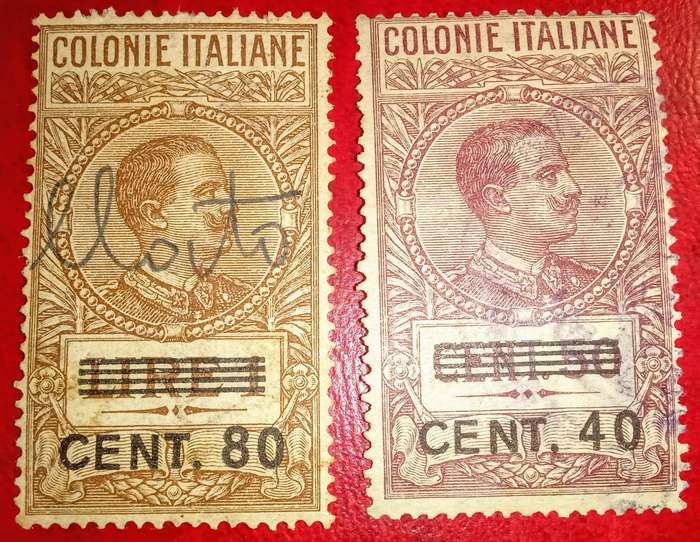 COLONIE ITALIANE
LIRE 1
CENT. 80
COLONIE ITALIANE
CENT. 50
CENT. 40